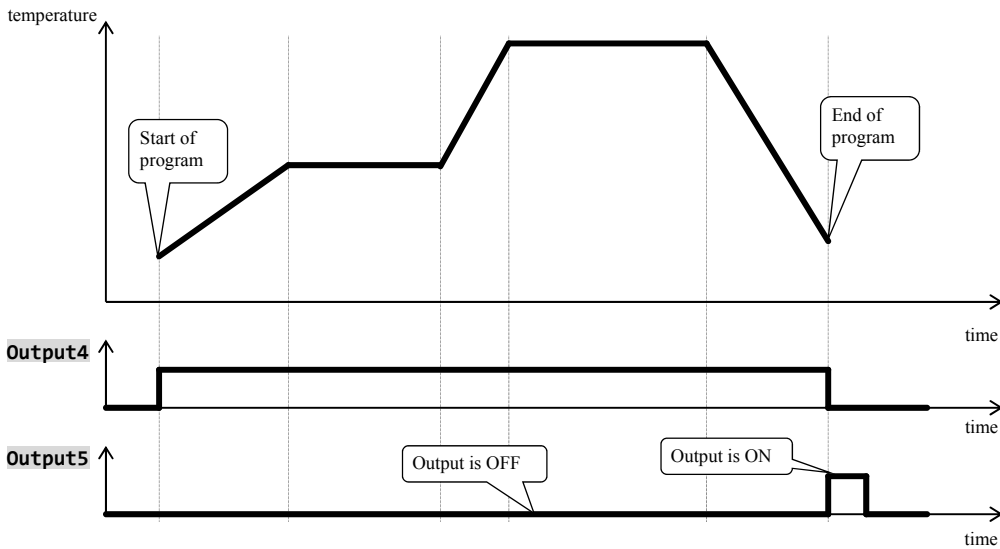 temperature
Start of
program
End of
program
time
Output4
time
Output5
Output is OFF
Output is ON
time